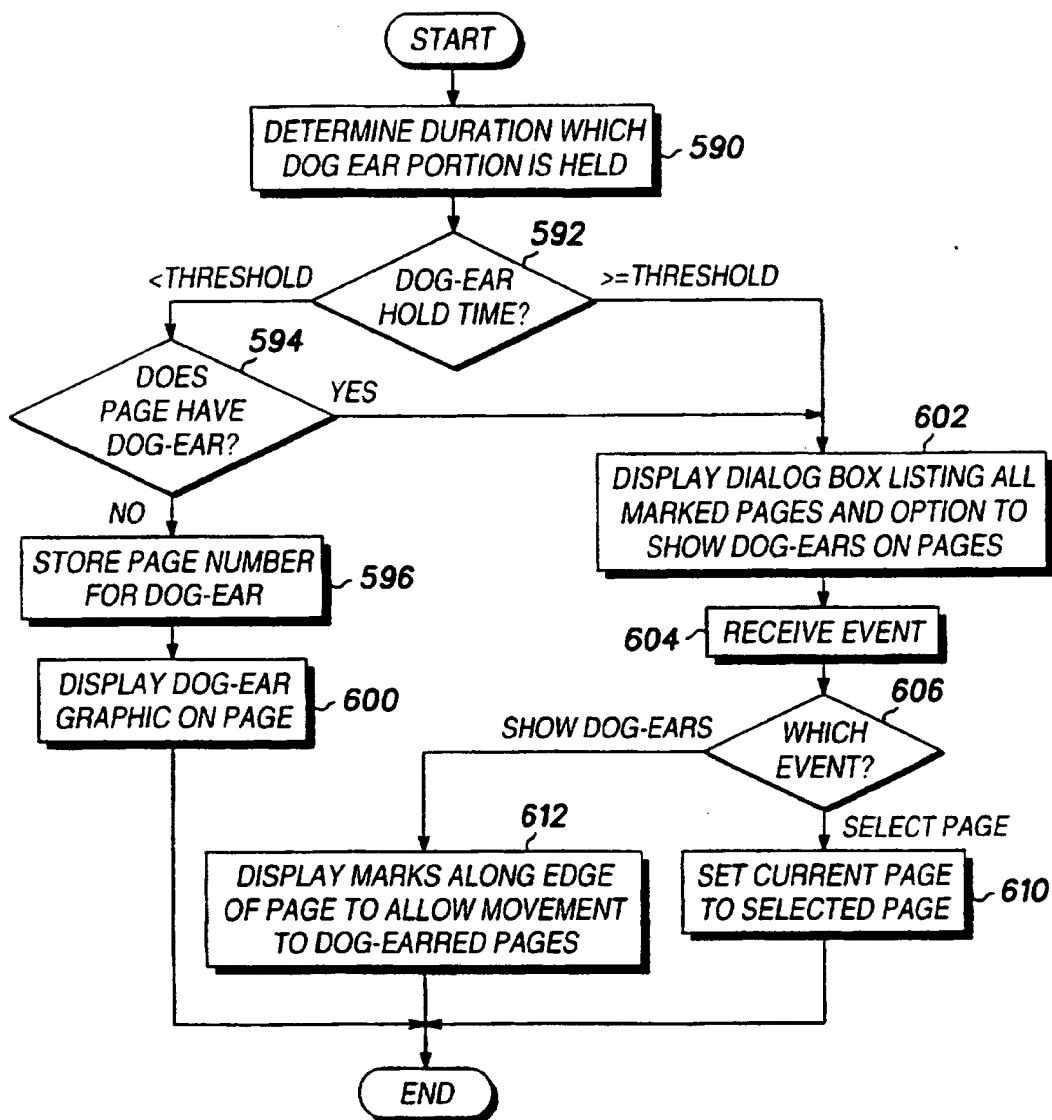 START
DETERMINE DURATION WHICH
DOG EAR PORTION IS HELD
590
592
<THRESHOLD
DOG-EAR
HOLD TIME?
>=THRESHOLD
594
DOES
PAGE HAVE
DOG-EAR?
YES
NO
602
DISPLAY DIALOG BOX LISTING ALL
MARKED PAGES AND OPTION TO
SHOW DOG-EARS ON PAGES
STORE PAGE NUMBER
FOR DOG-EAR
596
604
RECEIVE EVENT
DISPLAY DOG-EAR
GRAPHIC ON PAGE
600
606
SHOW DOG-EARS
WHICH
EVENT?
SELECT PAGE
612
DISPLAY MARKS ALONG EDGE
OF PAGE TO ALLOW MOVEMENT
TO DOG-EARRED PAGES
SET CURRENT PAGE
TO SELECTED PAGE
610
END